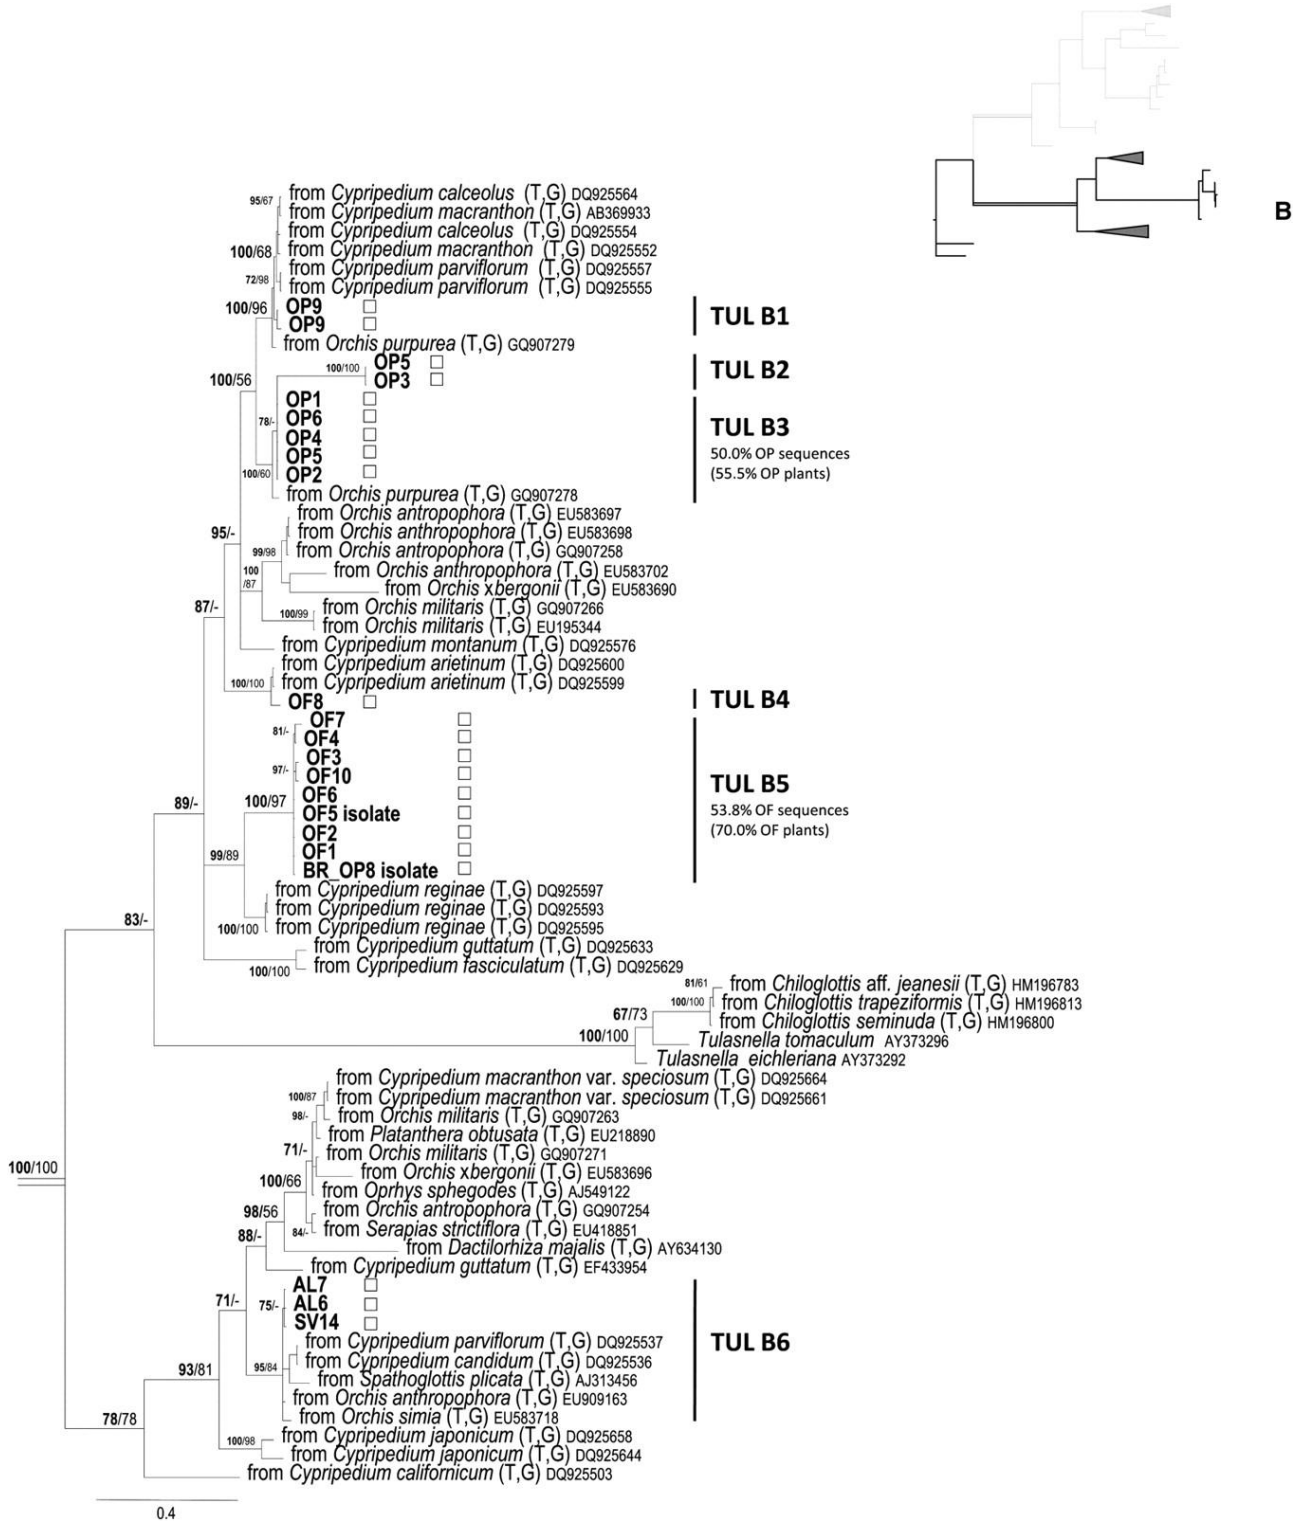 B
95/67
from Cypripedium calceolus (T,G) DQ925564
from Cypripedium macranthon (T,G) AB369933
from Cypripedium calceolus (T,G) DQ925554
100/68
from Cypripedium macranthon (T,G) DQ925552
from Cypripedium parviflorum (T,G) DQ925557
72/98
from Cypripedium parviflorum (T,G) DQ925555
100/96
OP9
OP9
TUL B1
from Orchis purpurea (T,G) GQ907279
OP5
100/100
OP3
TUL B2
100/56
OP1
OP6
78/-
OP4
OP5
OP2
100/60
TUL B3
50.0% OP sequences
(55.5% OP plants)
from Orchis purpurea (T,G) GQ907278
from Orchis antropophora (T,G) EU583697
from Orchis anthropophora (T,G) EU583698
95/-
from Orchis antropophora (T,G) GQ907258
99/98
from Orchis anthropophora (T,G) EU583702
100
/87
from Orchis xbergonii (T,G) EU583690
87/-
from Orchis militaris (T,G) GQ907266
100/99
from Orchis militaris (T,G) EU195344
from Cypripedium montanum (T,G) DQ925576
from Cypripedium arietinum (T,G) DQ925600
100/100
from Cypripedium arietinum (T,G) DQ925599
OF8
TUL B4
OF7
81/-
OF4
OF3
97/-
OF10
OF6
89/-
100/97
OF5 isolate
OF2
OF1
BR_OP8 isolate
TUL B5
53.8% OF sequences
(70.0% OF plants)
99/89
from Cypripedium reginae (T,G) DQ925597
from Cypripedium reginae (T,G) DQ925593
100/100
from Cypripedium reginae (T,G) DQ925595
83/-
from Cypripedium guttatum (T,G) DQ925633
100/100
from Cypripedium fasciculatum (T,G) DQ925629
81/61
from Chiloglottis aff. jeanesii (T,G) HM196783
100/100
from Chiloglottis trapeziformis (T,G) HM196813
67/73
from Chiloglottis seminuda (T,G) HM196800
100/100
Tulasnella tomaculum AY373296
Tulasnella eichleriana AY373292
from Cypripedium macranthon var. speciosum (T,G) DQ925664
100/87
from Cypripedium macranthon var. speciosum (T,G) DQ925661
98/-
from Orchis militaris (T,G) GQ907263
from Platanthera obtusata (T,G) EU218890
71/-
from Orchis militaris (T,G) GQ907271
100/100
from Orchis xbergonii (T,G) EU583696
100/66
from Oprhys sphegodes (T,G) AJ549122
98/56
from Orchis antropophora (T,G) GQ907254
84/-
from Serapias strictiflora (T,G) EU418851
88/-
from Dactilorhiza majalis (T,G) AY634130
from Cypripedium guttatum (T,G) EF433954
AL7
71/-
75/-
AL6
SV14
from Cypripedium parviflorum (T,G) DQ925537
TUL B6
93/81
95/84
from Cypripedium candidum (T,G) DQ925536
from Spathoglottis plicata (T,G) AJ313456
from Orchis anthropophora (T,G) EU909163
78/78
from Orchis simia (T,G) EU583718
100/98
from Cypripedium japonicum (T,G) DQ925658
from Cypripedium japonicum (T,G) DQ925644
from Cypripedium californicum (T,G) DQ925503
0.4